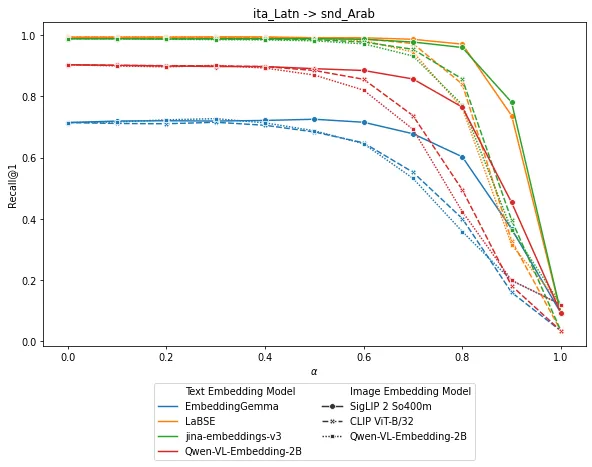 ita_Latn -> snd_Arab
Recall@1
1.0
0.8
0.6
0.4
0.2
0.0
0.0 0.2 0.4 0.6 0.8 1.0
α
Text Embedding Model
EmbeddingGemma
LaBSE
jina-embeddings-v3
Qwen-VL-Embedding-2B
Image Embedding Model
SigLIP 2 So400m
CLIP ViT-B/32
Qwen-VL-Embedding-2B